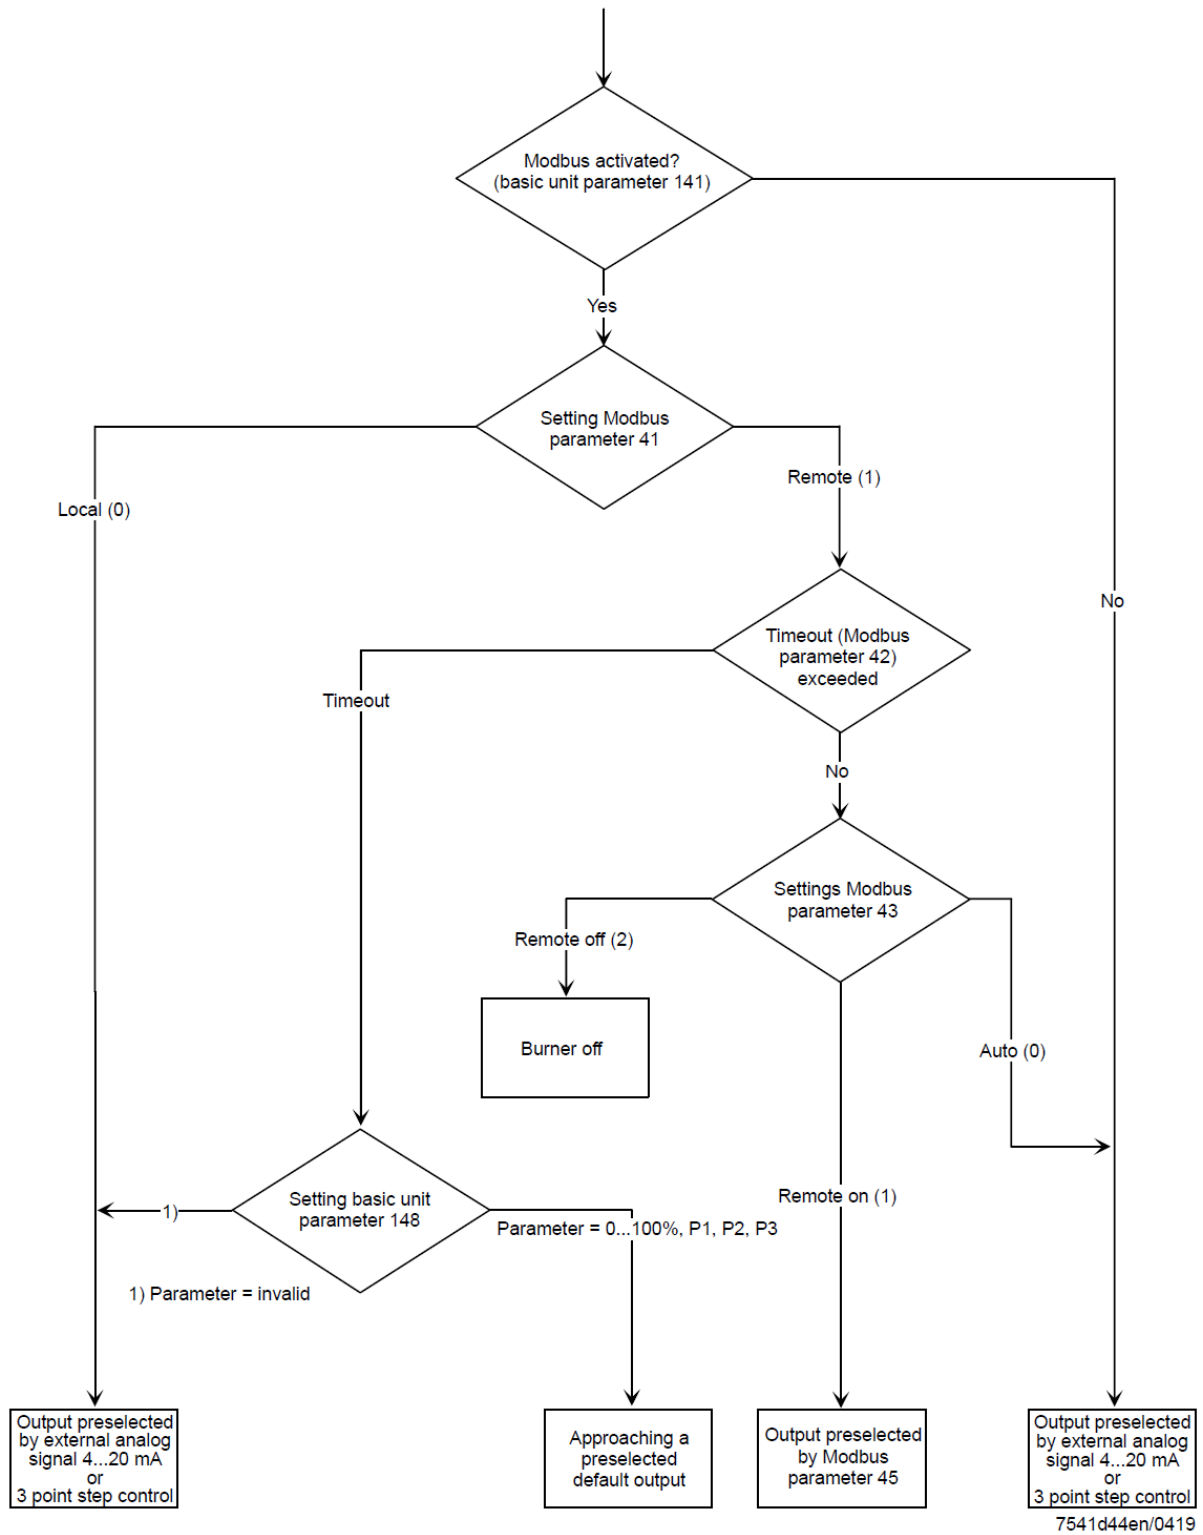 Modbus activated?
(basic unit parameter 141)
Yes
Setting Modbus
parameter 41
Remote (1)
Local (0)
No
Timeout (Modbus
parameter 42)
exceeded
Timeout
No
Settings Modbus
parameter 43
Remote off (2)
Burner off
Auto (0)
Remote on (1)
Setting basic unit
parameter 148
1)
Parameter = 0...100%, P1, P2, P3
1) Parameter = invalid
Output preselected
by external analog
signal 4...20 mA
or
3 point step control
Approaching a
preselected
default output
Output preselected
by Modbus
parameter 45
Output preselected
by external analog
signal 4...20 mA
or
3 point step control
7541d44en/0419